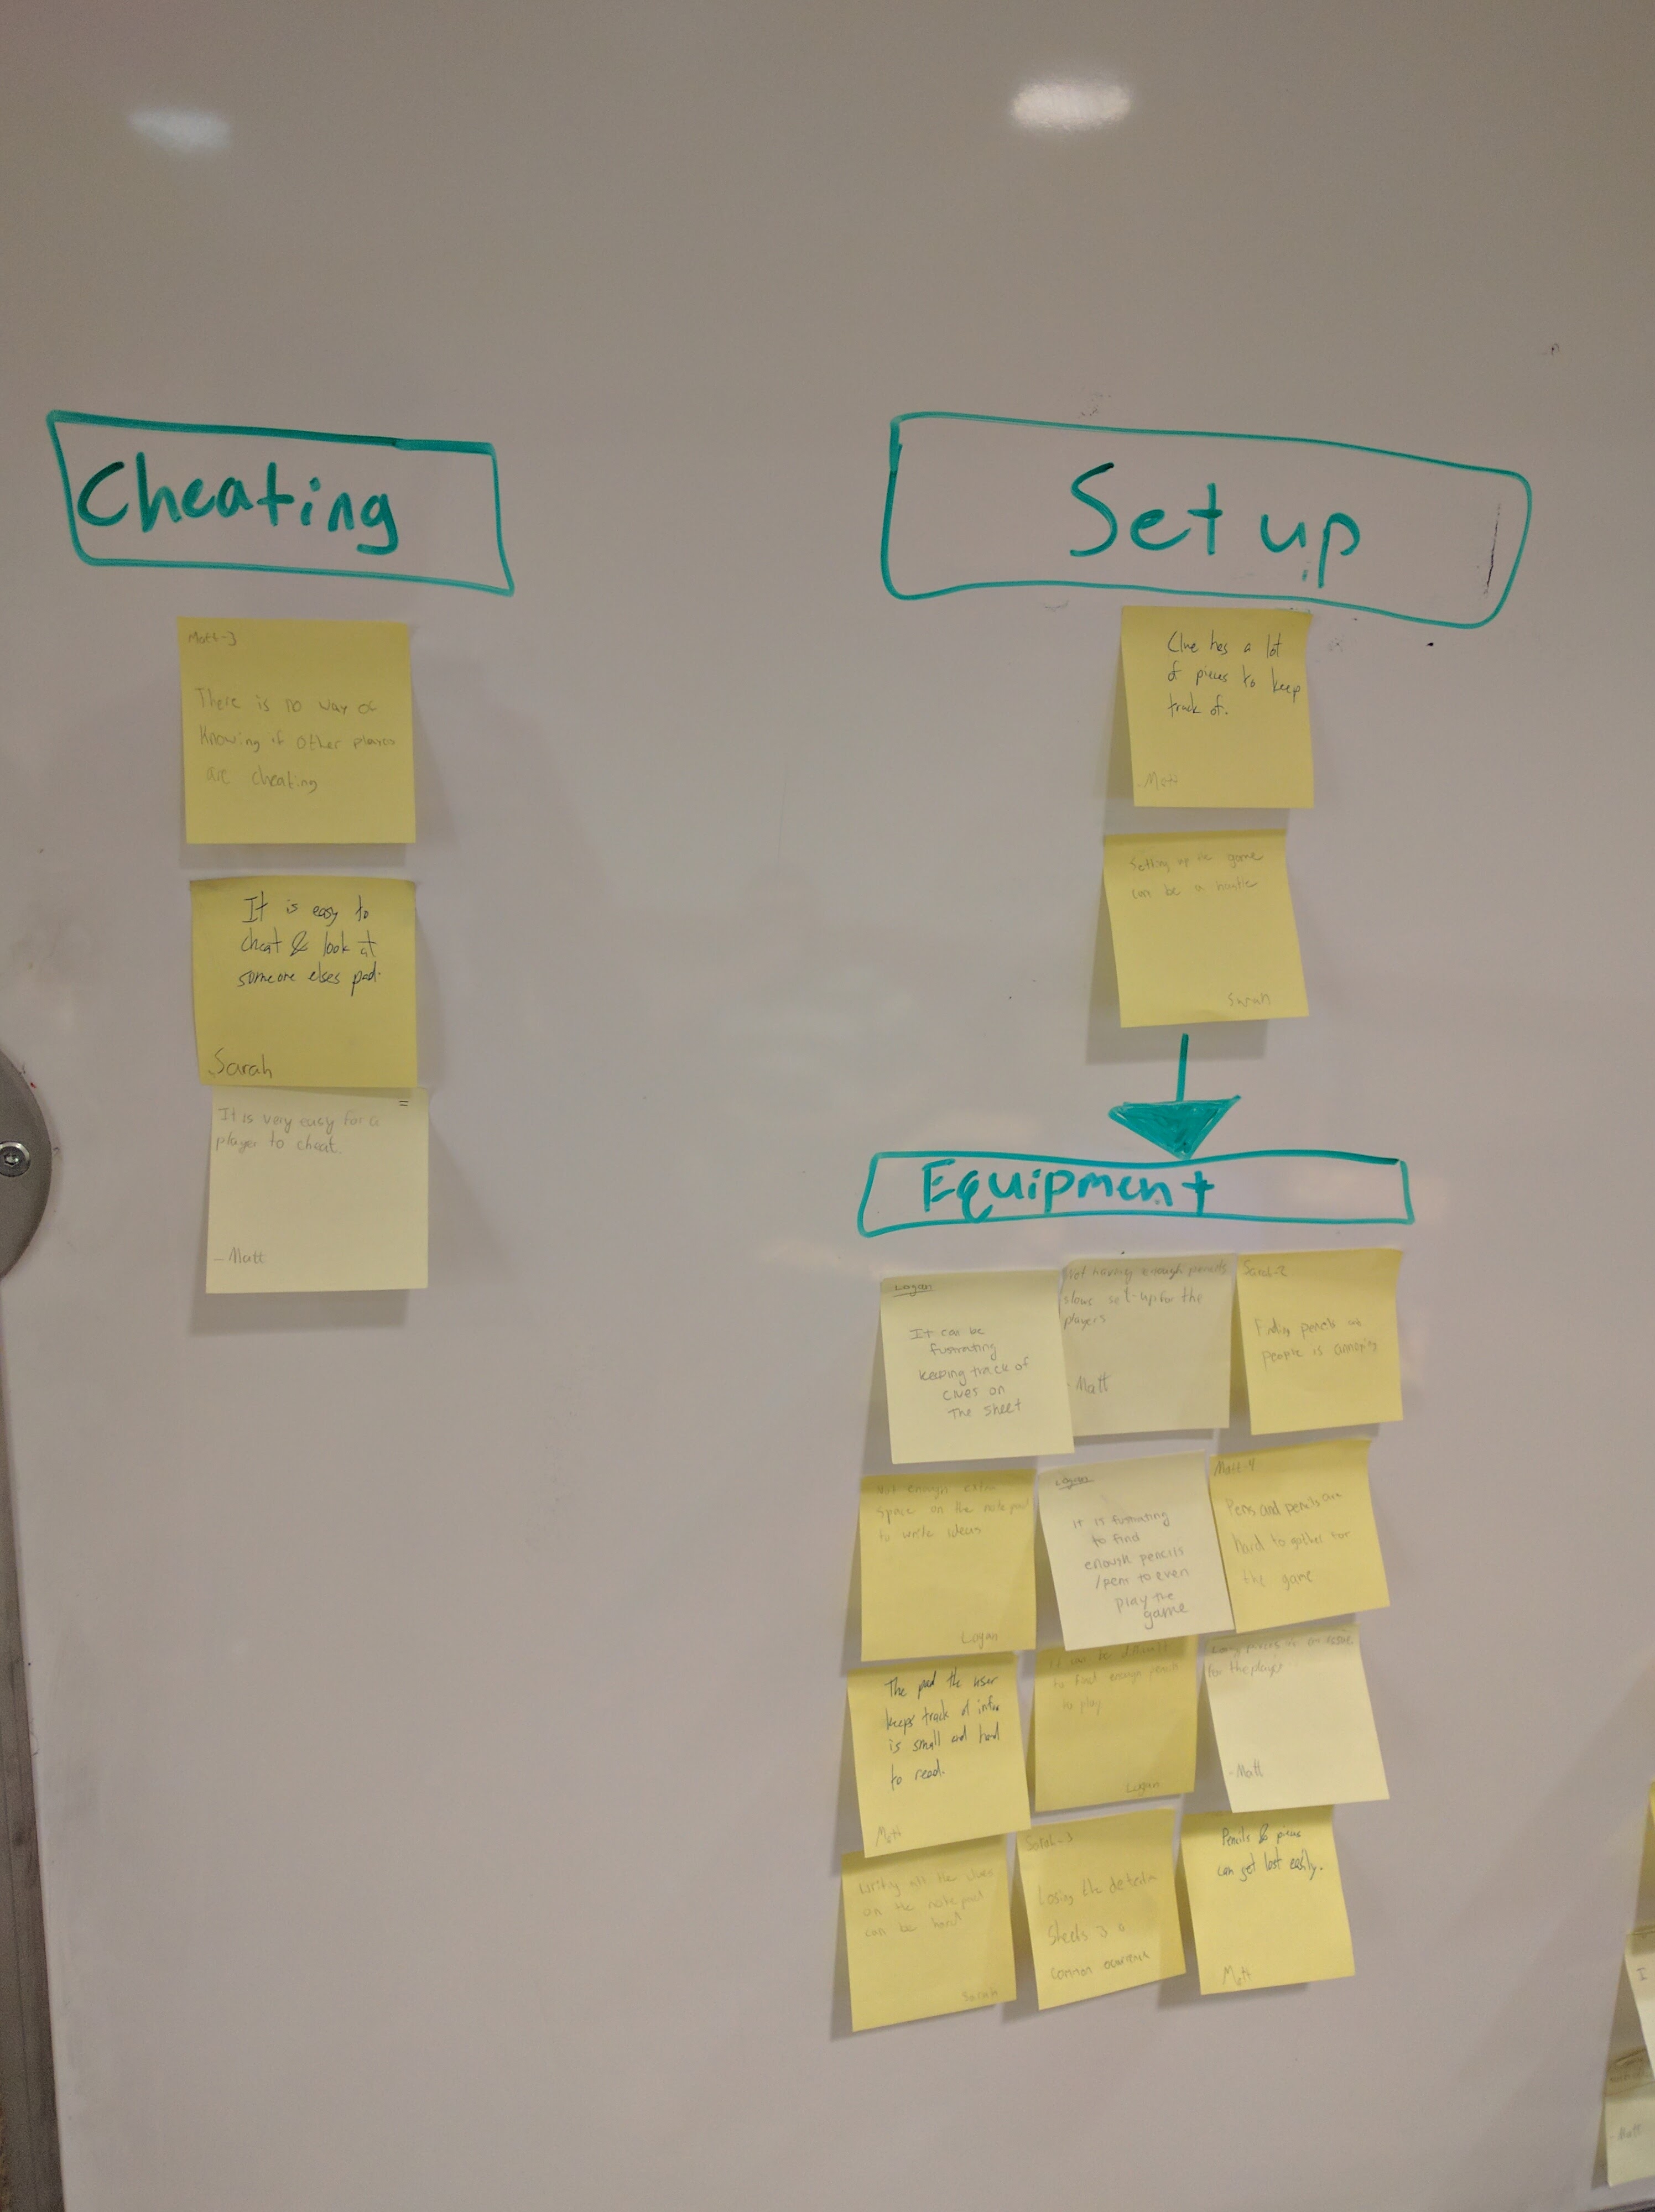 Cheating
Matt-3
There is no way of
knowing if other players
are cheating
It is easy to
cheat & look at
someone elses pad.
Sarah
It is very easy for a
player to cheat.
- Matt
Set up
Clue has a lot
of pieces to keep
track of.
- Matt
Setting up the game
can be a hustle
Sarah
Equipment
Logan
It can be
fustrating
keeping track of
clues on
The sheet
Not having enough pencils
slows set-up for the
players
- Matt
Sarah-2
Finding pencils as
people is annoying
Not enough extra
space on the notepad
to write ideas
Logan
Logan
it is fustrating
to find
enough pencils
/pens to even
play the
game
Matt-4
Pens and pencils are
hard to gather for
the game
The pad the user
keeps track of info
is small and hard
to read.
Matt
it can be difficult
to find enough pencils
to play
Logan
pieces is an issue
for the player
- Matt
writing all the clues
on the notepad
can be hard
Sarah
Sarah-3
Losing the detective
Sheets is a
common
Pencils & pieces
can get lost easily.
Matt
I
- Matt